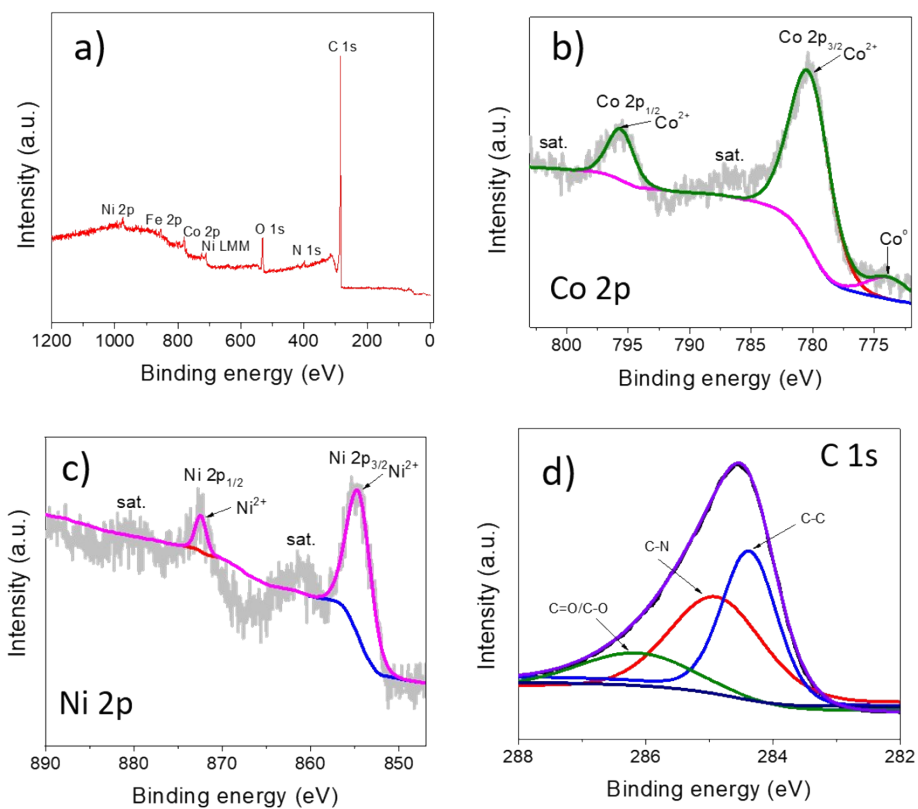 a)
C 1s
Ni 2p
Fe 2p
Co 2p
Ni LMM
O 1s
N 1s
Intensity (a.u.)
1200 1000 800 600 400 200 0
Binding energy (eV)
b)
Co 2p3/2 Co2+
Co 2p1/2
Co2+
sat.
sat.
Co0
Co 2p
Intensity (a.u.)
800 795 790 785 780 775
Binding energy (eV)
c)
Ni 2p3/2 Ni2+
Ni 2p1/2
Ni2+
sat.
sat.
Ni 2p
Intensity (a.u.)
890 880 870 860 850
Binding energy (eV)
d)
C 1s
C-C
C-N
C=O/C-O
Intensity (a.u.)
288 286 284 282
Binding energy (eV)